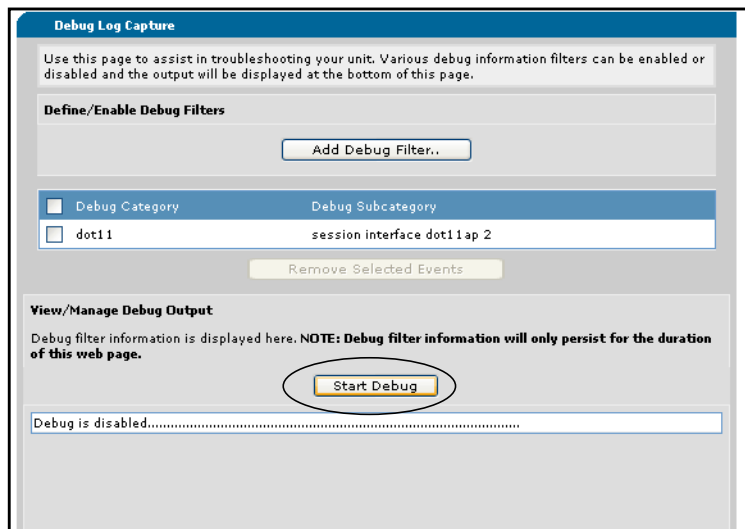 Debug Log Capture
Use this page to assist in troubleshooting your unit. Various debug information filters can be enabled or
disabled and the output will be displayed at the bottom of this page.
Define/Enable Debug Filters
Add Debug Filter..
Debug Category Debug Subcategory
dot11 session interface dot11ap 2
Remove Selected Events
View/Manage Debug Output
Debug filter information is displayed here. NOTE: Debug filter information will only persist for the duration
of this web page.
Start Debug
Debug is disabled.................................................................................................